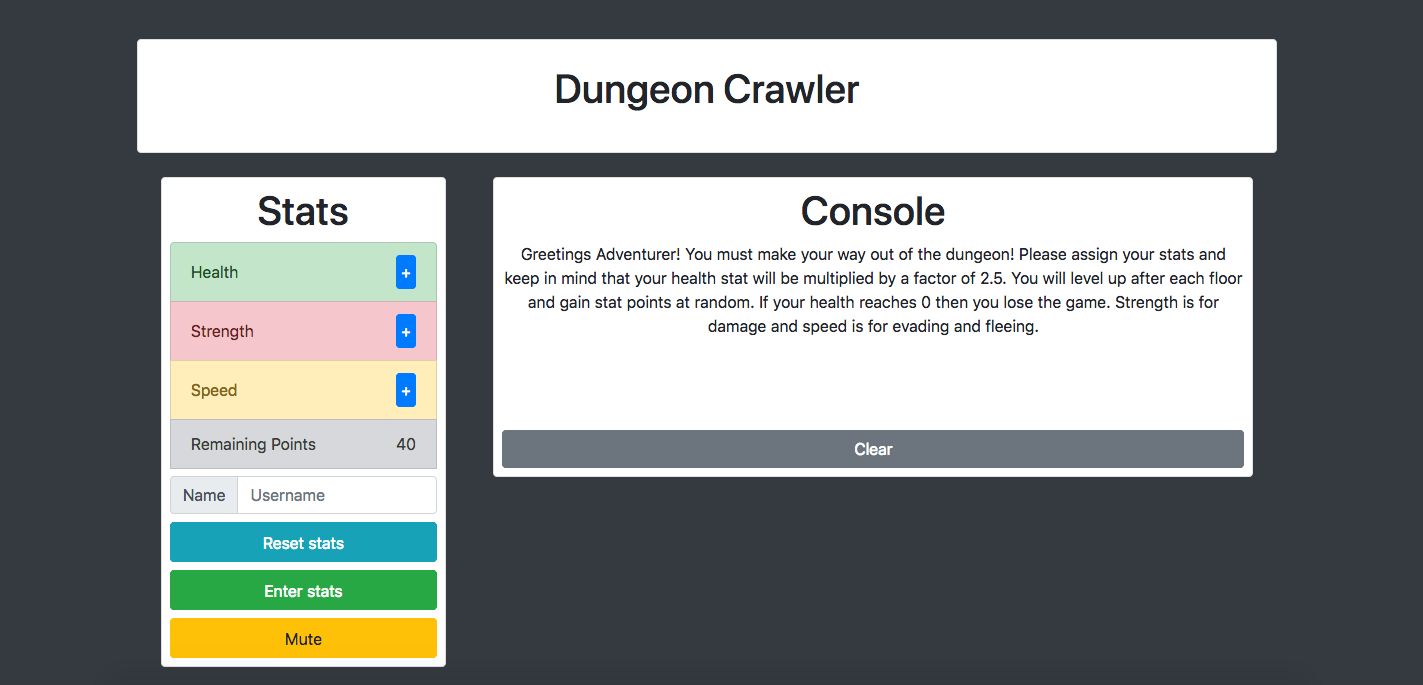 Dungeon Crawler
Stats
Health +
Strength +
Speed +
Remaining Points 40
Name Username
Reset stats
Enter stats
Mute
Console
Greetings Adventurer! You must make your way out of the dungeon! Please assign your stats and
keep in mind that your health stat will be multiplied by a factor of 2.5. You will level up after each floor
and gain stat points at random. If your health reaches 0 then you lose the game. Strength is for
damage and speed is for evading and fleeing.
Clear